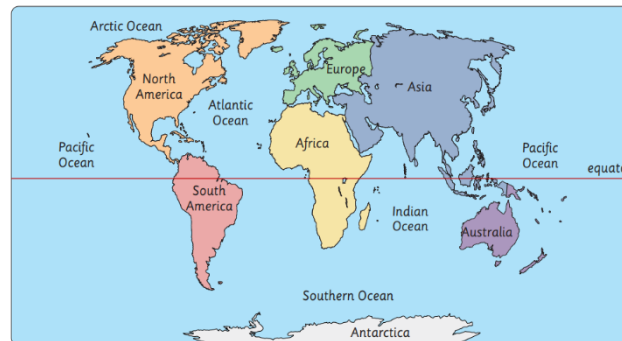 Arctic Ocean
North
America
Europe
Asia
Atlantic
Ocean
Pacific
Ocean
Africa
Pacific
Ocean
equato
South
America
Indian
Ocean
Australia
Southern Ocean
Antarctica